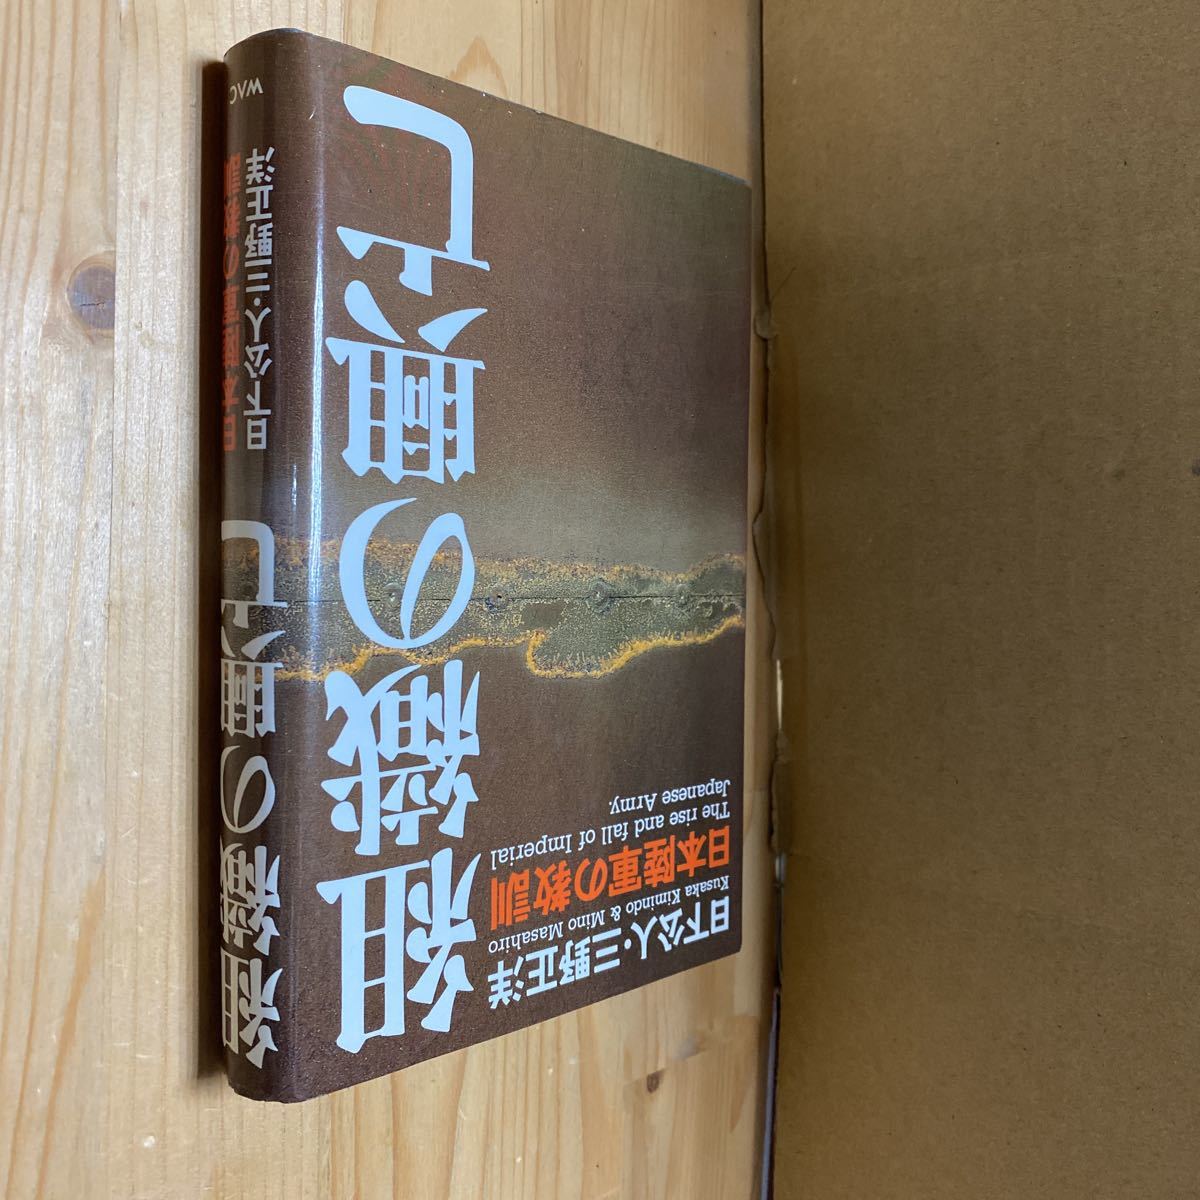 組織の興亡
日下公人・三野正洋
Kusaka Kimindo & Mino Masahiro
日本陸軍の教訓
The rise and fall of Imperial
Japanese Army.
組織の興亡
日本陸軍の教訓
日下公人・三野正洋
WAC